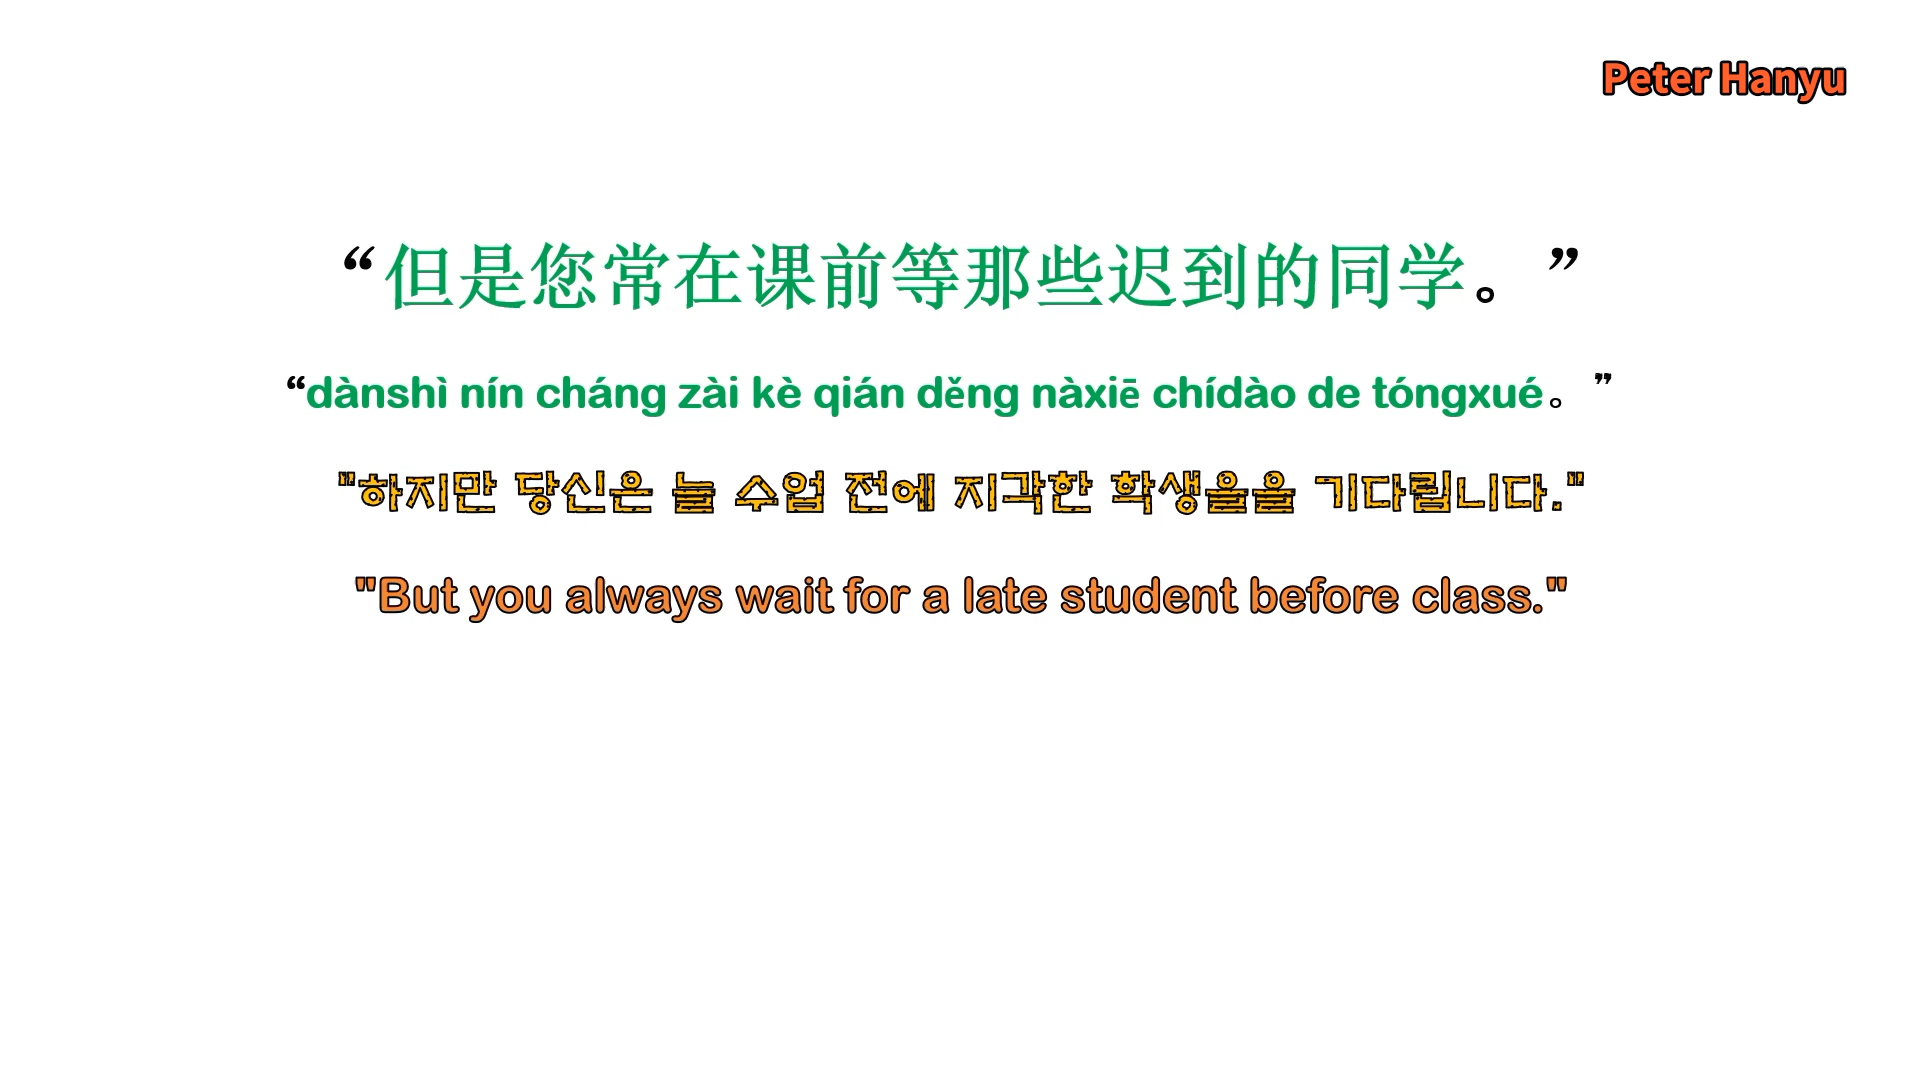 Peter Hanyu
“但是您常在课前等那些迟到的同学。”
“dànshì nín cháng zài kè qián děng nàxiē chídào de tóngxué。”
"하지만 당신은 늘 수업 전에 지각한 학생을을 기다립니다."
"But you always wait for a late student before class."